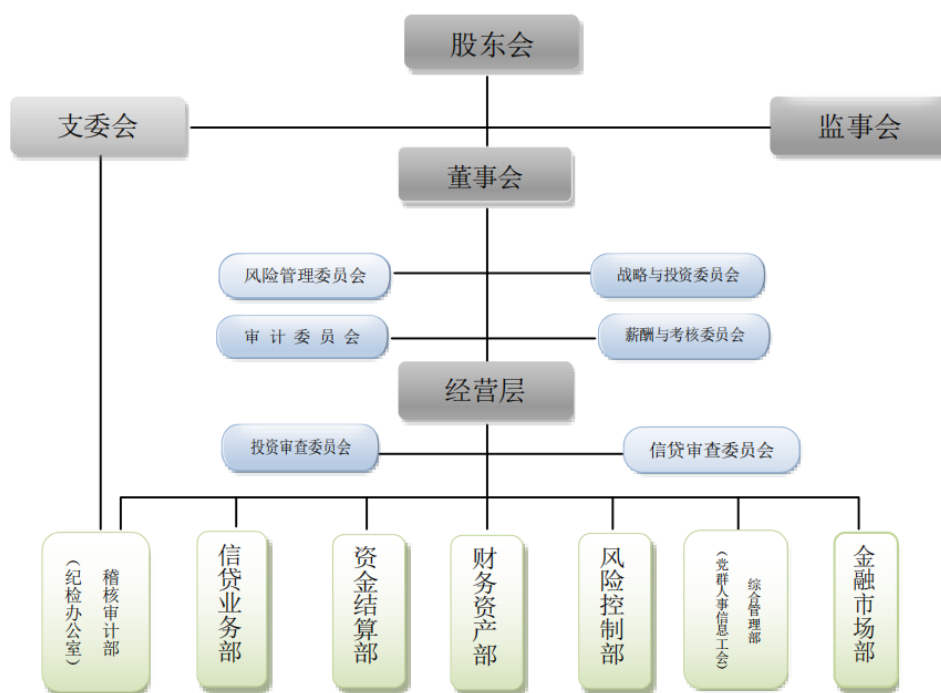 股东会
支委会
监事会
董事会
风险管理委员会
战略与投资委员会
审计委员会
薪酬与考核委员会
经营层
投资审查委员会
信贷审查委员会
稽核审计部
（纪检办公室）
信贷业务部
资金结算部
财务资产部
风险控制部
综合管理部
（党群人事信息工会）
金融市场部